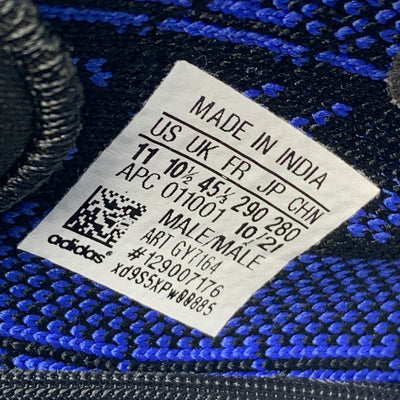 MADE IN INDIA
US UK FR JP CHN
11 10½ 45⅓ 290 280
APC 011001 10/21
MALE/MALE
ART GY7164
#129007176
adidas